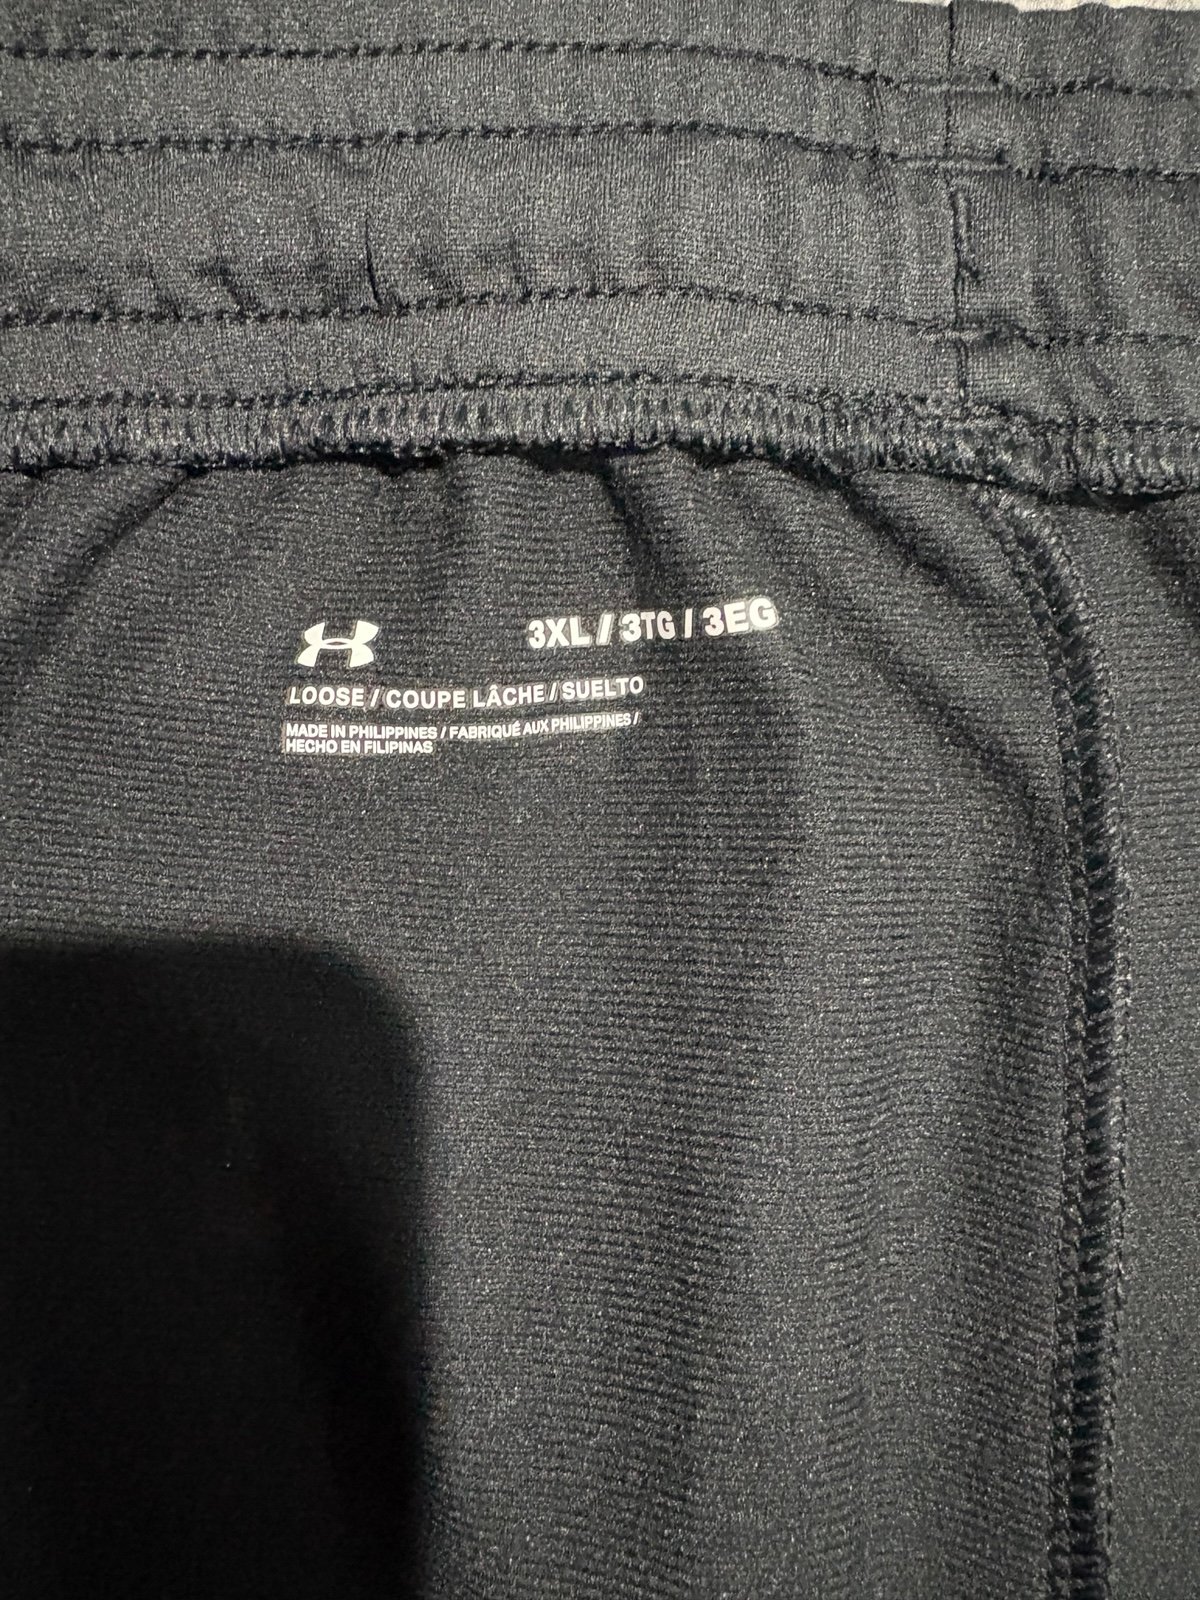 3XL / 3TG / 3EG
LOOSE / COUPE LÂCHE / SUELTO
MADE IN PHILIPPINES / FABRIQUÉ AUX PHILIPPINES /
HECHO EN FILIPINAS